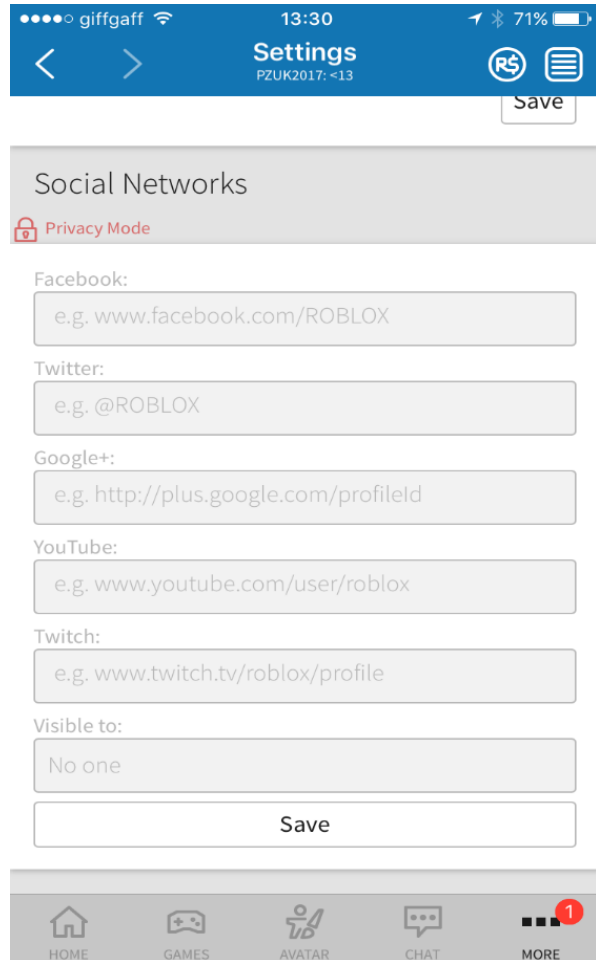 giffgaff 13:30 71%
Settings
PZUK2017: <13
R$
Save
Social Networks
Privacy Mode
Facebook:
e.g. www.facebook.com/ROBLOX
Twitter:
e.g. @ROBLOX
Google+:
e.g. http://plus.google.com/profileId
YouTube:
e.g. www.youtube.com/user/roblox
Twitch:
e.g. www.twitch.tv/roblox/profile
Visible to:
No one
Save
1
HOME GAMES AVATAR CHAT MORE